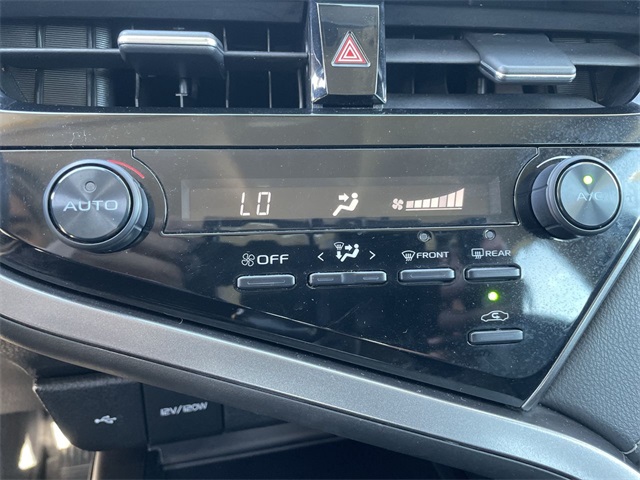 AUTO
LO
A/C
OFF
< >
FRONT
REAR
12V/120W